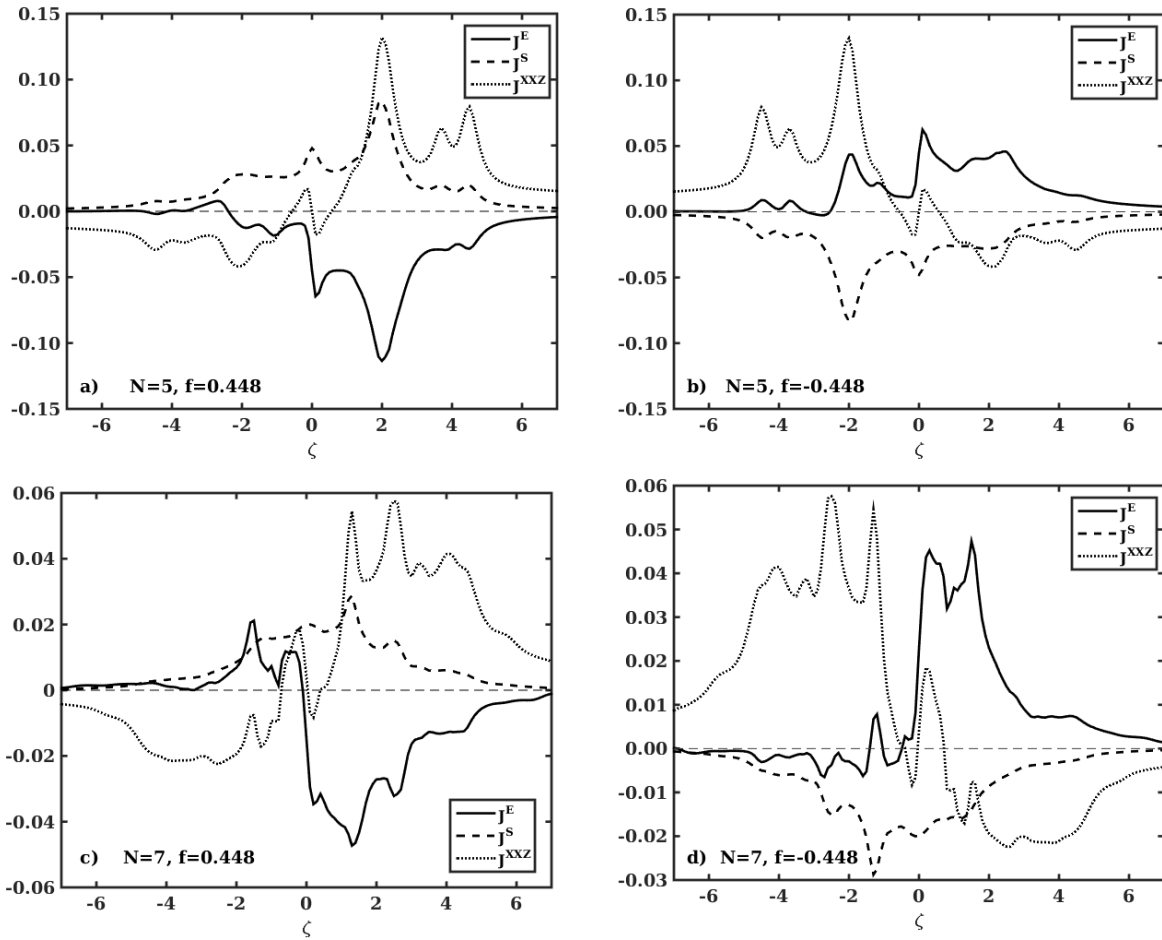 0.15
0.10
0.05
0.00
-0.05
-0.10
-0.15
J^E
J^S
J^XXZ
a) N=5, f=0.448
-6 -4 -2 0 2 4 6
ζ
0.15
0.10
0.05
0.00
-0.05
-0.10
-0.15
J^E
J^S
J^XXZ
b) N=5, f=-0.448
-6 -4 -2 0 2 4 6
ζ
0.06
0.04
0.02
0
-0.02
-0.04
-0.06
J^E
J^S
J^XXZ
c) N=7, f=0.448
-6 -4 -2 0 2 4 6
ζ
0.06
0.05
0.04
0.03
0.02
0.01
0.00
-0.01
-0.02
-0.03
J^E
J^S
J^XXZ
d) N=7, f=-0.448
-6 -4 -2 0 2 4 6
ζ